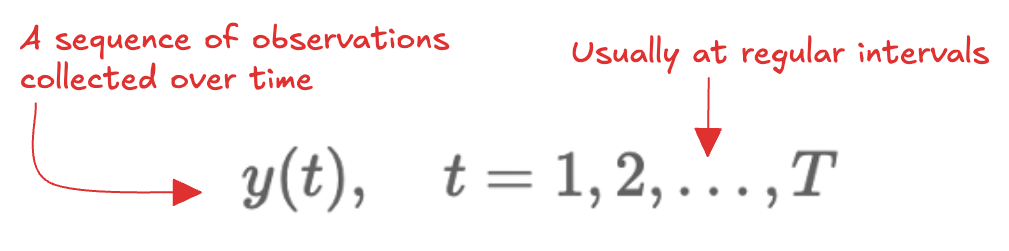 A sequence of observations
collected over time
Usually at regular intervals
y(t), t = 1, 2, . . . , T